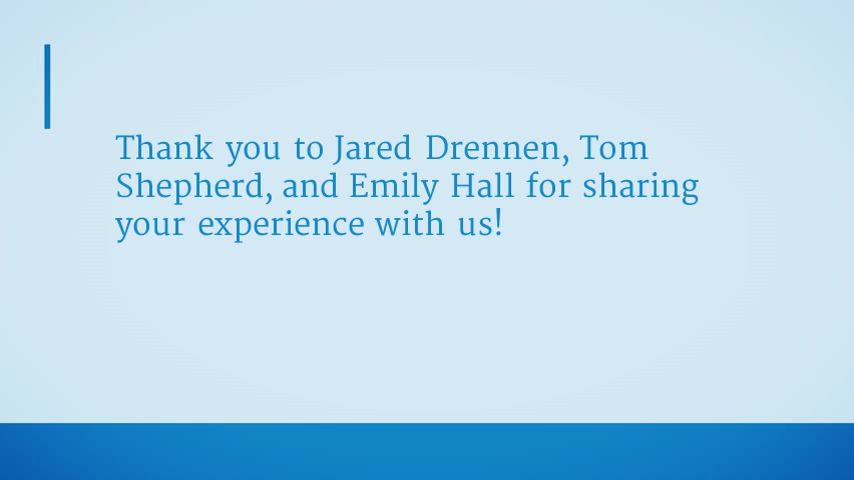 Thank you to Jared Drennen, Tom
Shepherd, and Emily Hall for sharing
your experience with us!